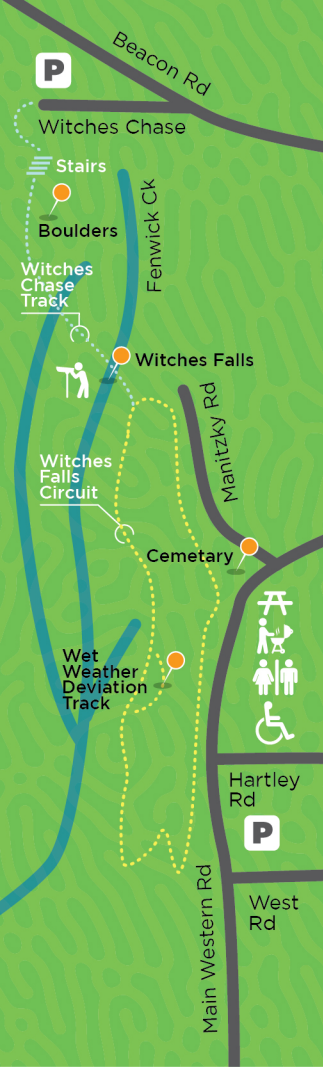 Beacon Rd
P
Witches Chase
Stairs
Boulders
Fenwick Ck
Witches
Chase
Track
Witches Falls
Manitzky Rd
Witches
Falls
Circuit
Cemetary
Wet
Weather
Deviation
Track
Hartley
Rd
P
Main Western Rd
West
Rd